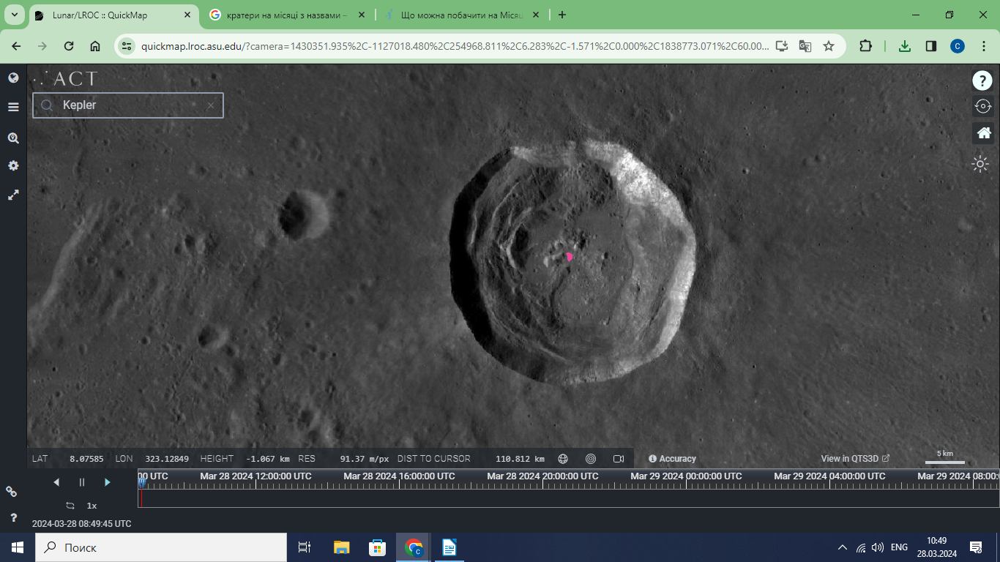 Lunar/LROC :: QuickMap
кратери на місяці з назвами –
Що можна побачити на Місяц
quickmap.lroc.asu.edu/?camera=1430351.935%2C-1127018.480%2C254968.811%2C6.283%2C-1.571%2C0.000%2C1838773.071%2C60.00...
C
ACT
?
Kepler
LAT 8.07585 LON 323.12849 HEIGHT -1.067 km RES 91.37 m/px DIST TO CURSOR 110.812 km
Accuracy
View in QTS3D
5 km
00 UTC Mar 28 2024 12:00:00 UTC Mar 28 2024 16:00:00 UTC Mar 28 2024 20:00:00 UTC Mar 29 2024 00:00:00 UTC Mar 29 2024 04:00:00 UTC Mar 29 2024 08:00:
1x
?
2024-03-28 08:49:45 UTC
Поиск
C
ENG
10:49
28.03.2024